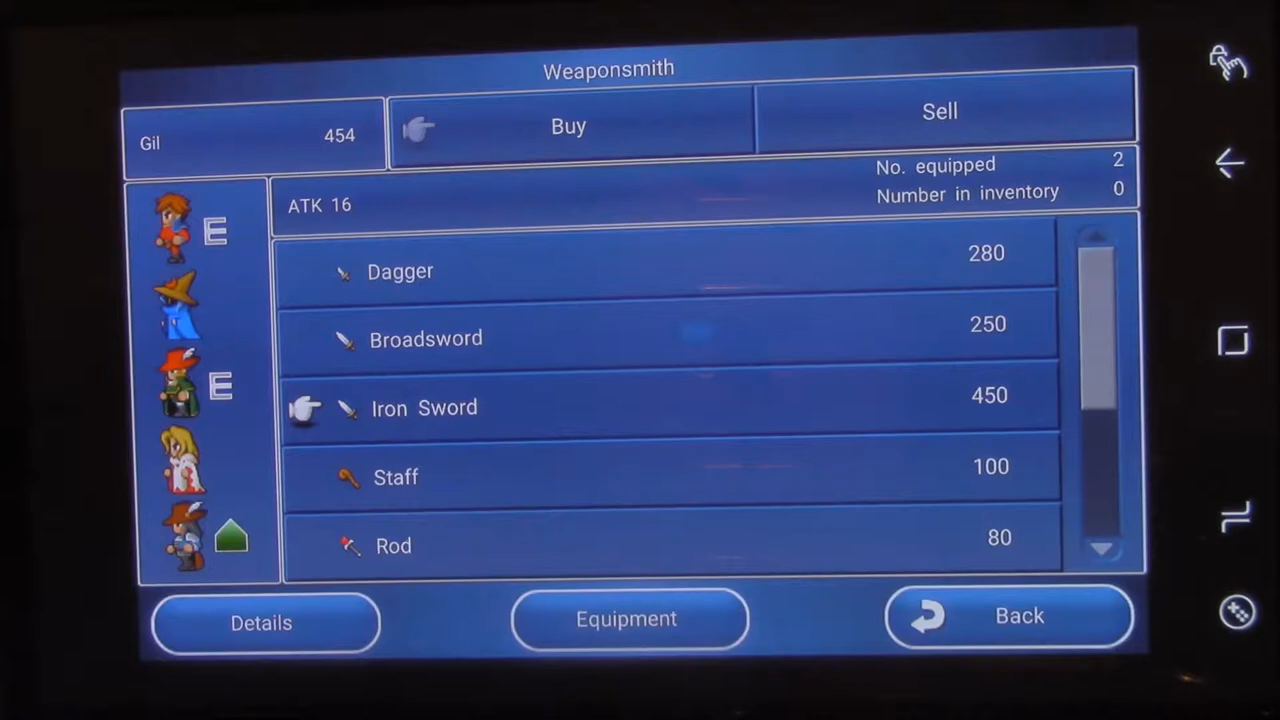 Weaponsmith
Gil 454
Buy
Sell
ATK 16
No. equipped 2
Number in inventory 0
E
Dagger 280
Broadsword 250
E
Iron Sword 450
Staff 100
Rod 80
Details
Equipment
Back